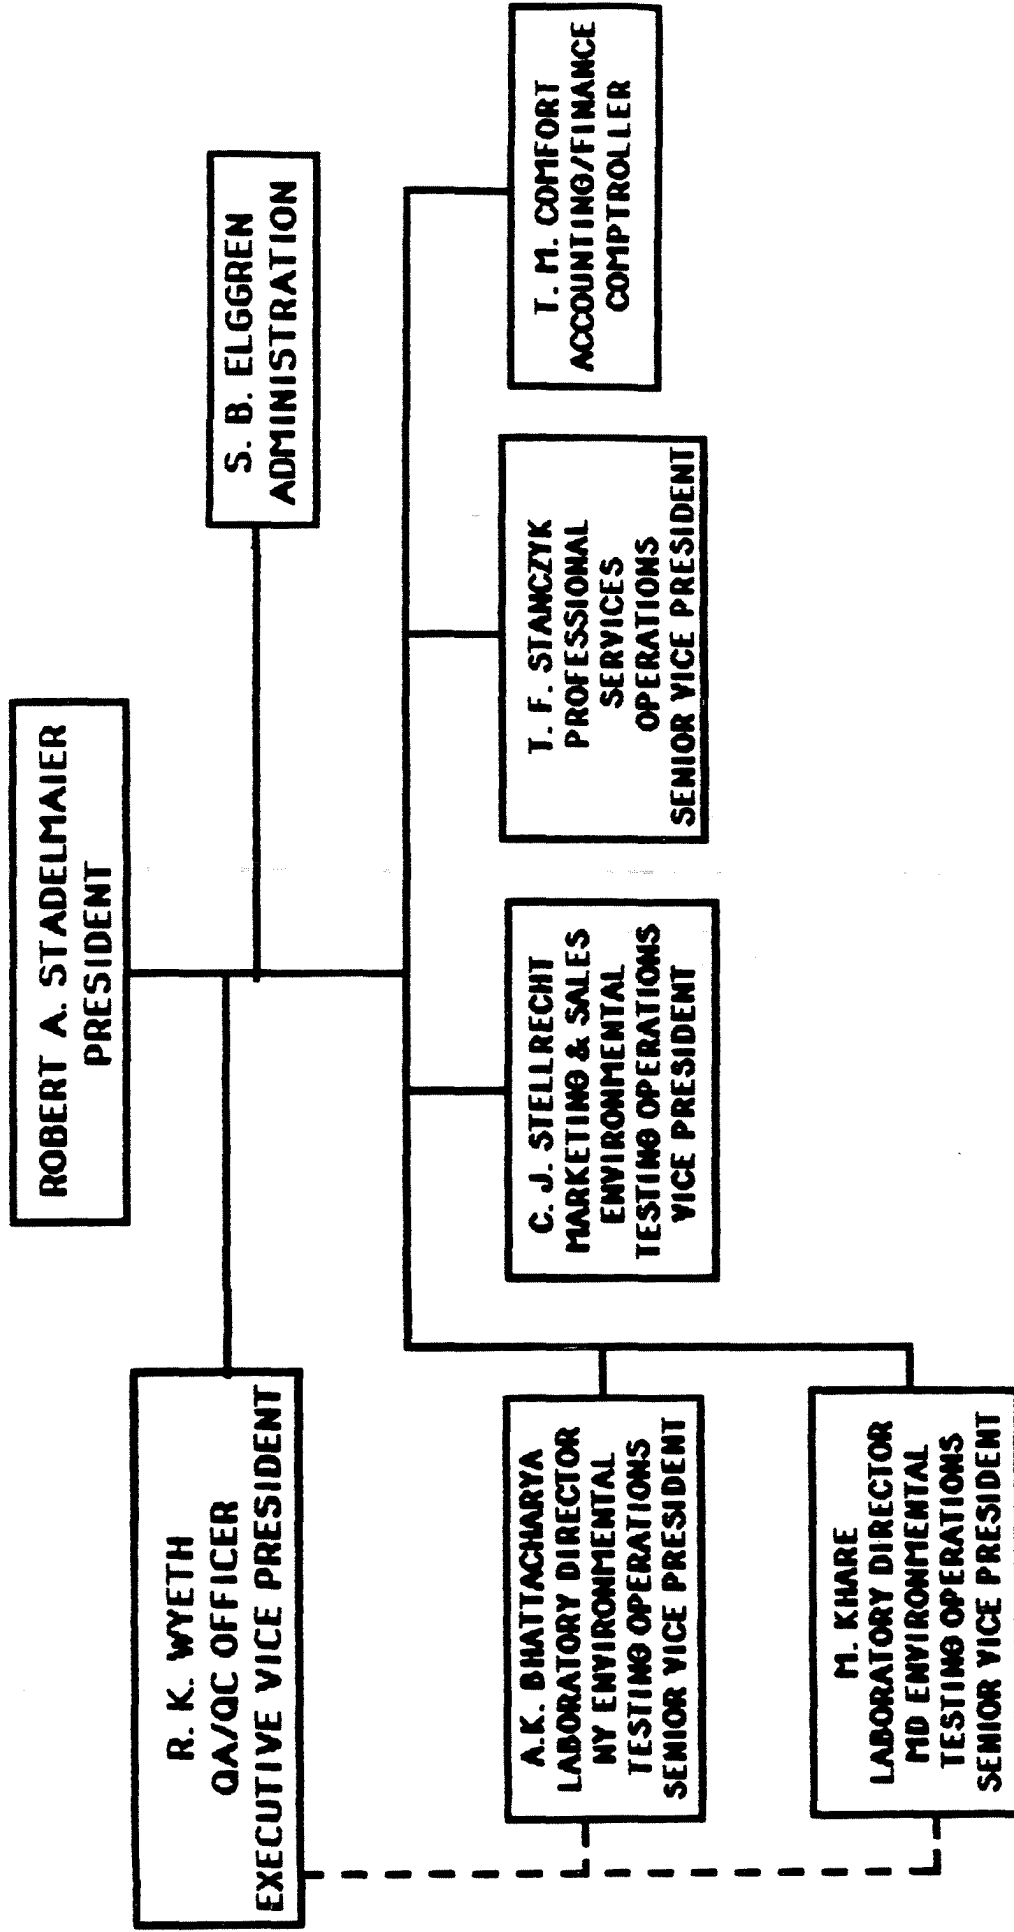 ROBERT A. STADELMAIER
PRESIDENT
R. K. WYETH
QA/QC OFFICER
EXECUTIVE VICE PRESIDENT
S. B. ELGGREN
ADMINISTRATION
A.K. BHATTACHARYA
LABORATORY DIRECTOR
NY ENVIRONMENTAL
TESTING OPERATIONS
SENIOR VICE PRESIDENT
C. J. STELLRECHT
MARKETING & SALES
ENVIRONMENTAL
TESTING OPERATIONS
VICE PRESIDENT
T. F. STANCZYK
PROFESSIONAL
SERVICES
OPERATIONS
SENIOR VICE PRESIDENT
T. M. COMFORT
ACCOUNTING/FINANCE
COMPTROLLER
M. KHARE
LABORATORY DIRECTOR
MD ENVIRONMENTAL
TESTING OPERATIONS
SENIOR VICE PRESIDENT